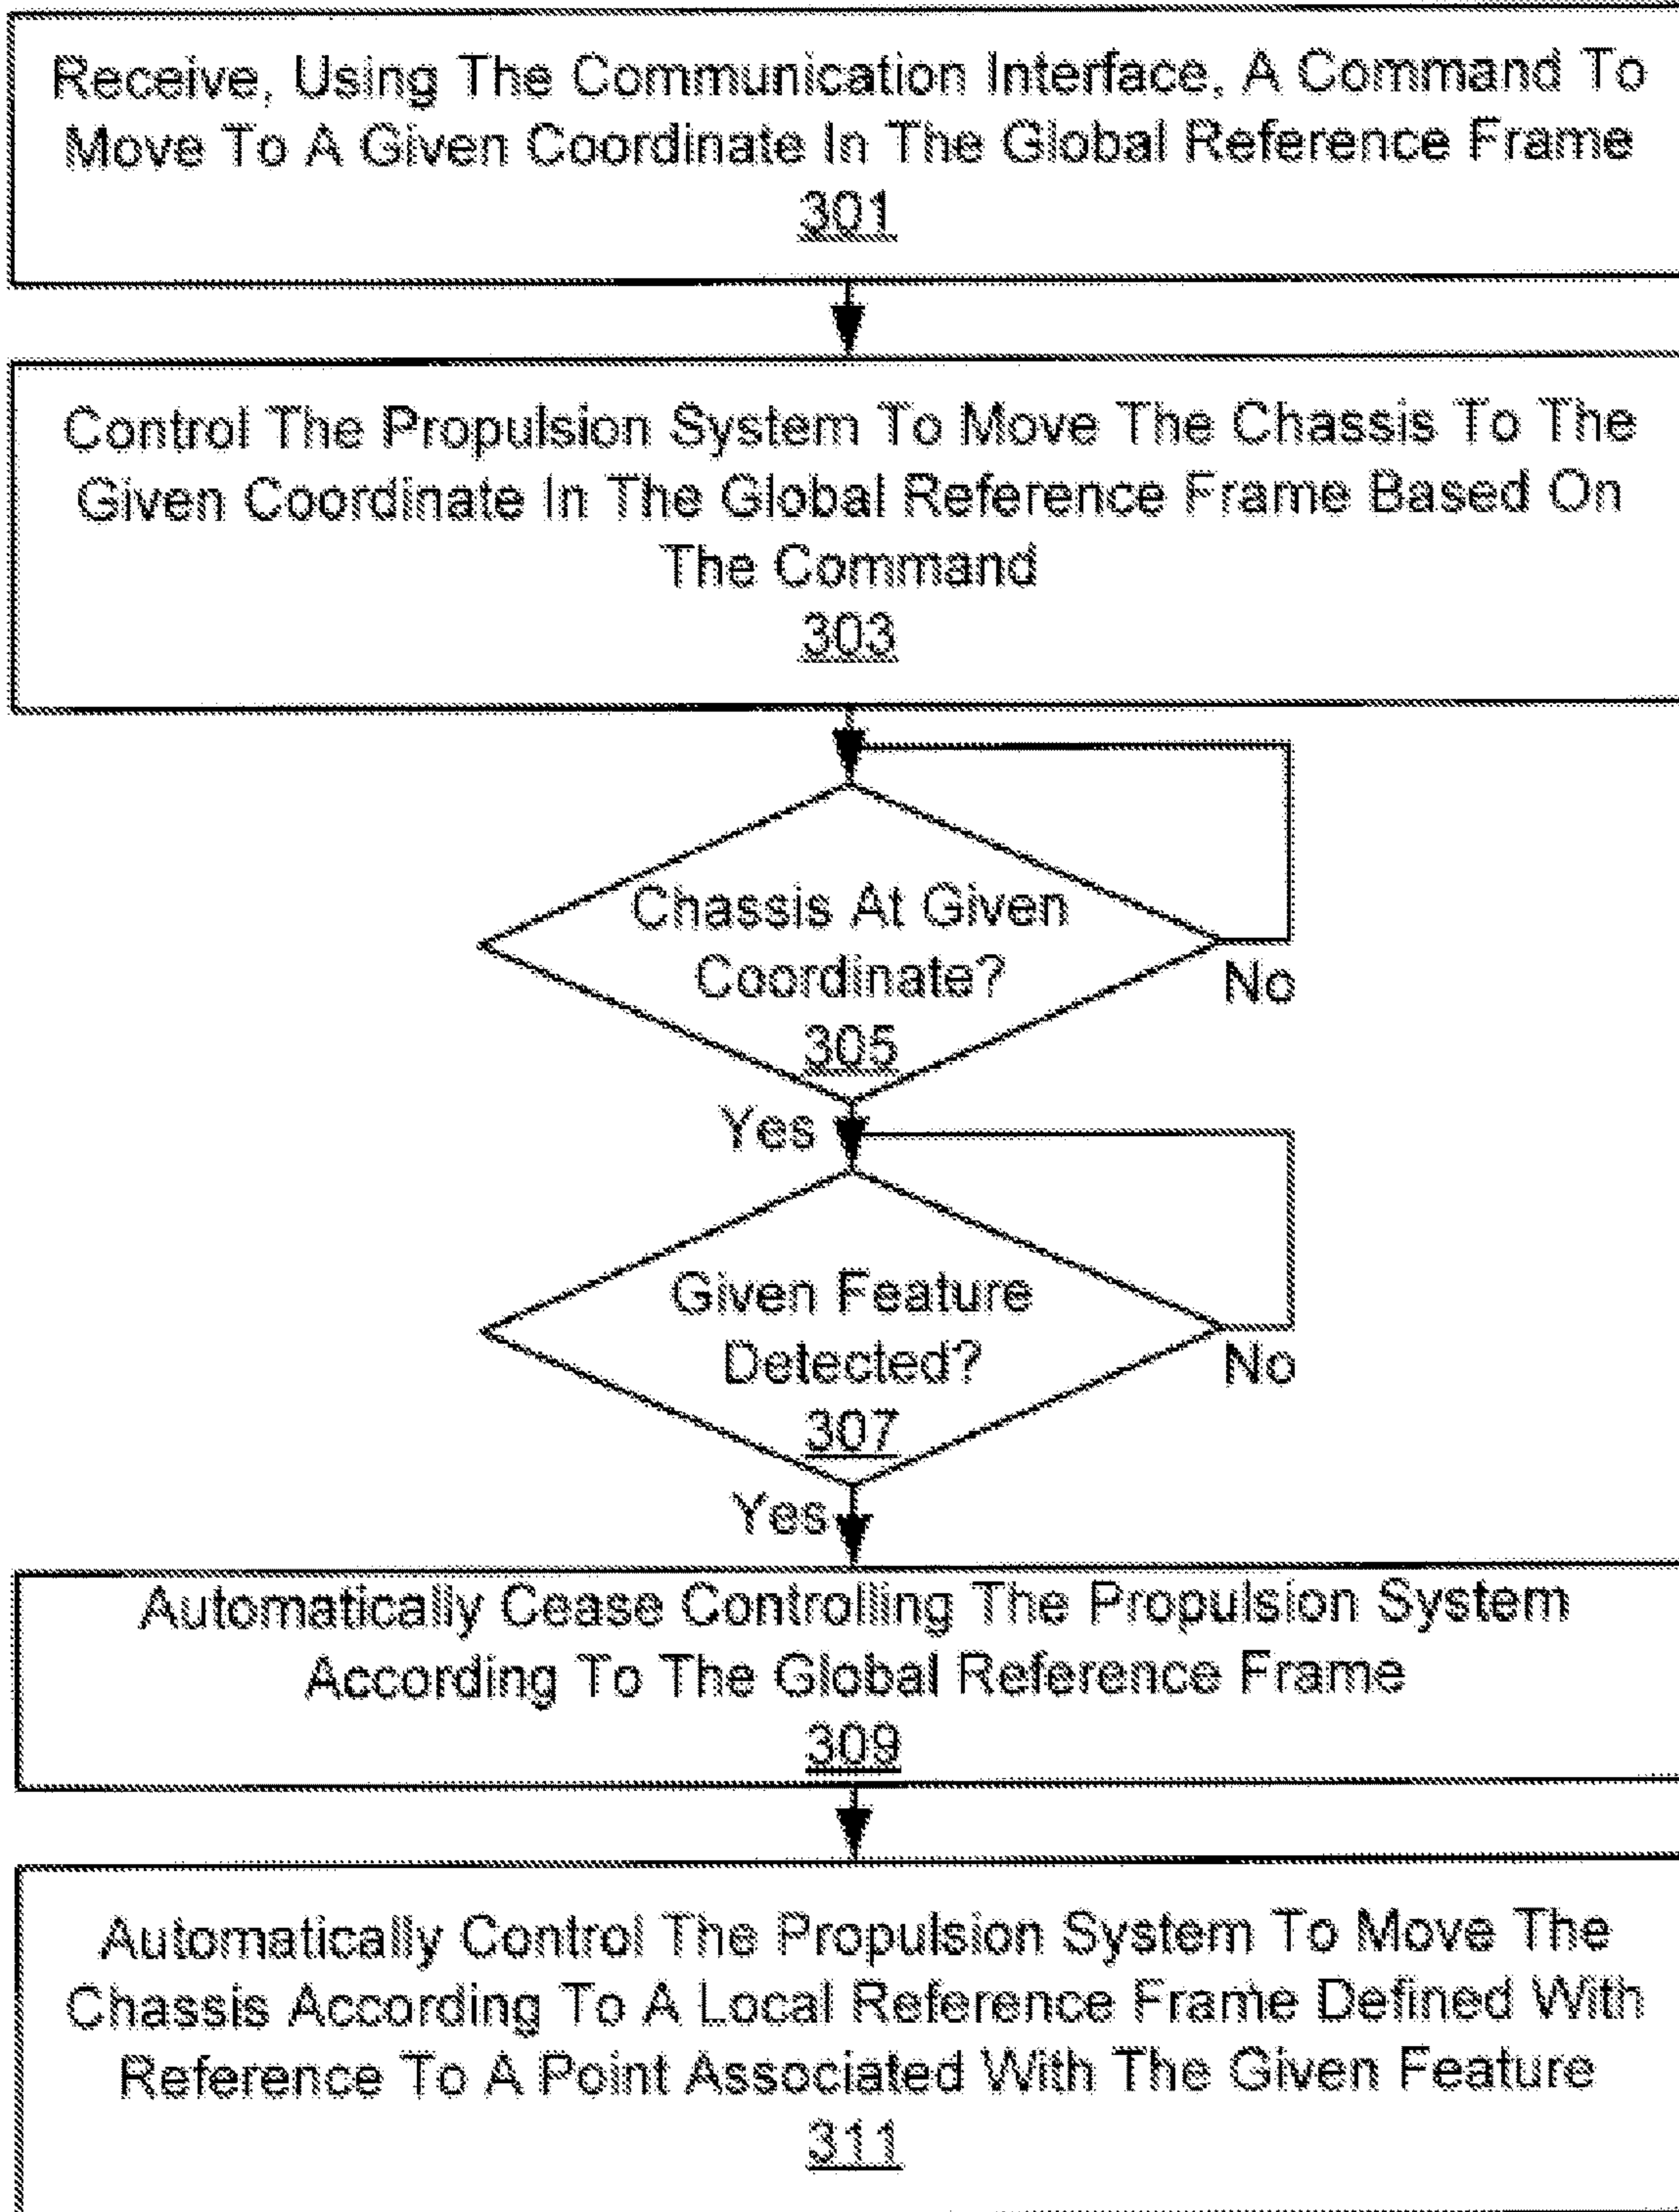 Receive, Using The Communication Interface, A Command To
Move To A Given Coordinate In The Global Reference Frame
301
Control The Propulsion System To Move The Chassis To The
Given Coordinate In The Global Reference Frame Based On
The Command
303
Chassis At Given
Coordinate?
305
No
Yes
Given Feature
Detected?
307
No
Yes
Automatically Cease Controlling The Propulsion System
According To The Global Reference Frame
309
Automatically Control The Propulsion System To Move The
Chassis According To A Local Reference Frame Defined With
Reference To A Point Associated With The Given Feature
311